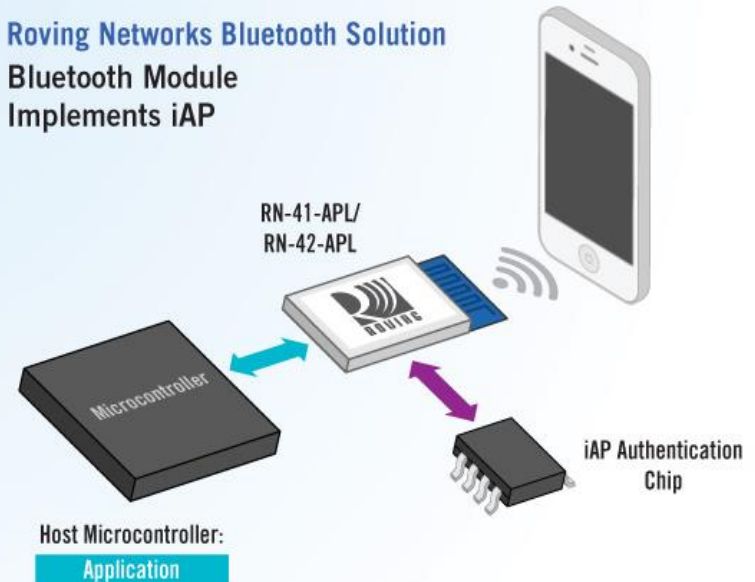 Roving Networks Bluetooth Solution
Bluetooth Module
Implements iAP
RN-41-APL/
RN-42-APL
ROVING
Microcontroller
iAP Authentication
Chip
Host Microcontroller:
Application